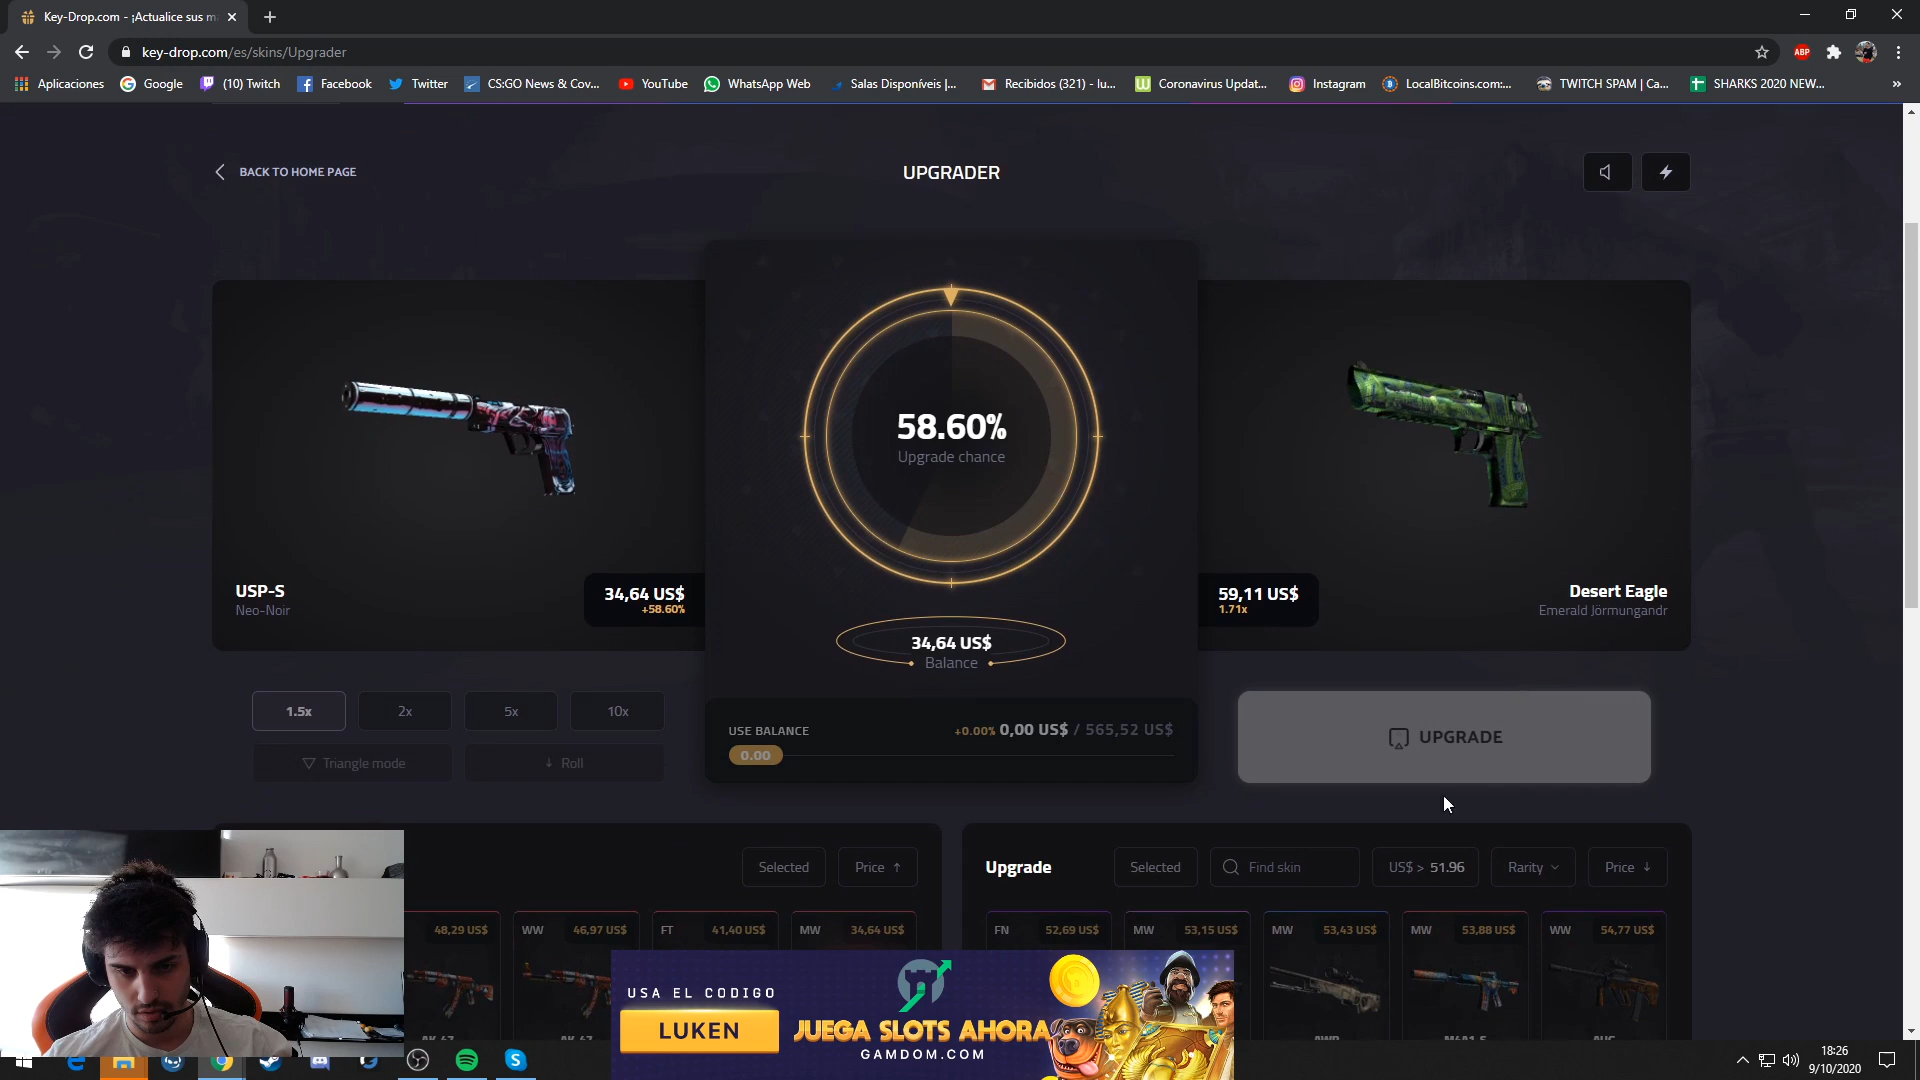 Key-Drop.com - ¡Actualice sus m
key-drop.com/es/skins/Upgrader
ABP
Aplicaciones
Google
(10) Twitch
Facebook
Twitter
CS:GO News & Cov...
YouTube
WhatsApp Web
Salas Disponíveis |...
Recibidos (321) - lu...
Coronavirus Updat...
Instagram
LocalBitcoins.com:...
TWITCH SPAM | Ca...
SHARKS 2020 NEW...
BACK TO HOME PAGE
UPGRADER
58.60%
Upgrade chance
USP-S
Neo-Noir
34,64 US$
+58.60%
34,64 US$
Balance
59,11 US$
1.71x
Desert Eagle
Emerald Jörmungandr
1.5x
2x
5x
10x
Triangle mode
Roll
USE BALANCE
+0.00% 0,00 US$ / 565,52 US$
0.00
UPGRADE
Selected
Price ↑
Upgrade
Selected
Find skin
US$ > 51.96
Rarity
Price ↓
48,29 US$
WW 46,97 US$
FT 41,40 US$
MW 34,64 US$
FN 52,69 US$
MW 53,15 US$
MW 53,43 US$
MW 53,88 US$
WW 54,77 US$
USA EL CODIGO
LUKEN
JUEGA SLOTS AHORA
GAMDOM.COM
18:26
9/10/2020